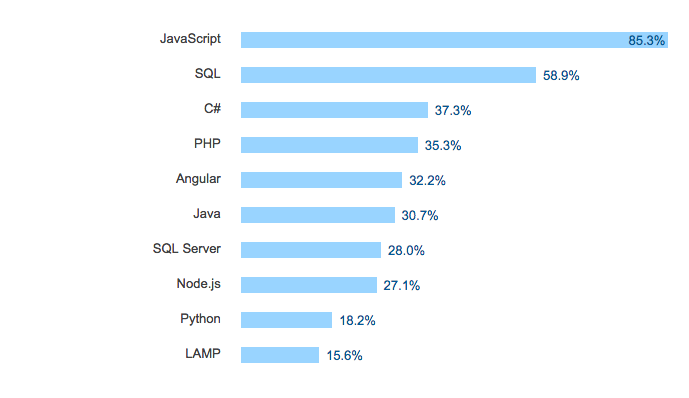 JavaScript 85.3%
SQL 58.9%
C# 37.3%
PHP 35.3%
Angular 32.2%
Java 30.7%
SQL Server 28.0%
Node.js 27.1%
Python 18.2%
LAMP 15.6%